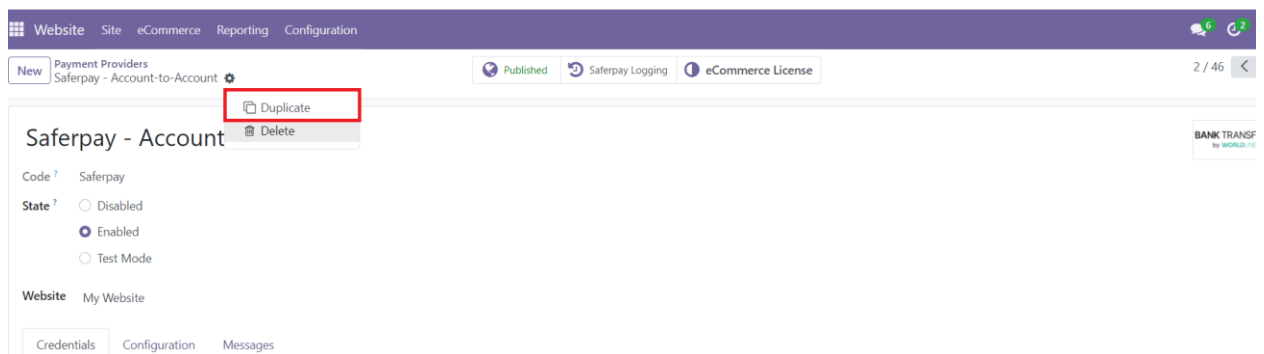 Website Site eCommerce Reporting Configuration 6 2
New Payment Providers Published Saferpay Logging eCommerce License 2 / 46
Saferpay - Account-to-Account
Duplicate
Delete
Saferpay - Account
BANK TRANSF
by WORLDLINE
Code ? Saferpay
State ? Disabled
Enabled
Test Mode
Website My Website
Credentials Configuration Messages